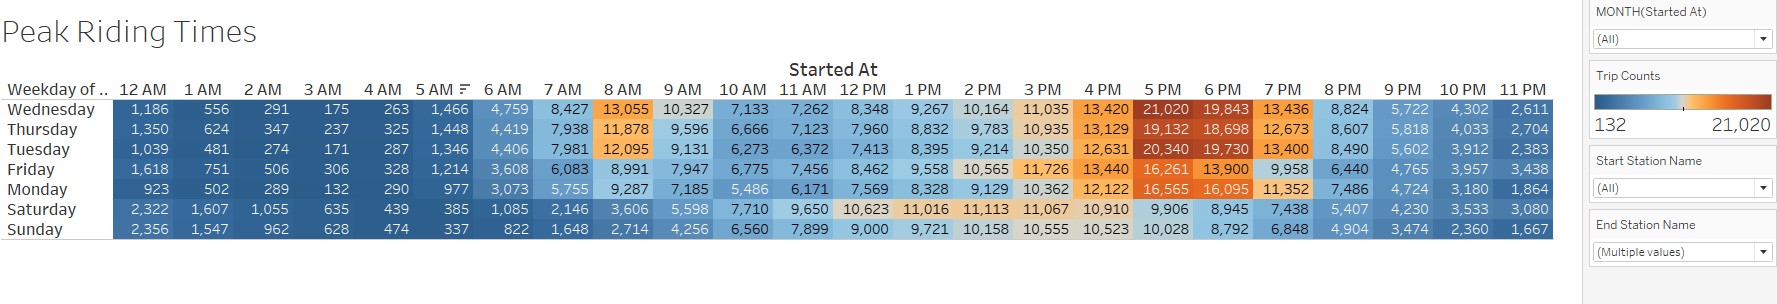 Peak Riding Times
Started At
Weekday of .. 12 AM 1 AM 2 AM 3 AM 4 AM 5 AM 6 AM 7 AM 8 AM 9 AM 10 AM 11 AM 12 PM 1 PM 2 PM 3 PM 4 PM 5 PM 6 PM 7 PM 8 PM 9 PM 10 PM 11 PM
Wednesday 1,186 556 291 175 263 1,466 4,759 8,427 13,055 10,327 7,133 7,262 8,348 9,267 10,164 11,035 13,420 21,020 19,843 13,436 8,824 5,722 4,302 2,611
Thursday 1,350 624 347 237 325 1,448 4,419 7,938 11,878 9,596 6,666 7,123 7,960 8,832 9,783 10,935 13,129 19,132 18,698 12,673 8,607 5,818 4,033 2,704
Tuesday 1,039 481 274 171 287 1,346 4,406 7,981 12,095 9,131 6,273 6,372 7,413 8,395 9,214 10,350 12,631 20,340 19,730 13,400 8,490 5,602 3,912 2,383
Friday 1,618 751 506 306 328 1,214 3,608 6,083 8,991 7,947 6,775 7,456 8,462 9,558 10,565 11,726 13,440 16,261 13,900 9,958 6,440 4,765 3,957 3,438
Monday 923 502 289 132 290 977 3,073 5,755 9,287 7,185 5,486 6,171 7,569 8,328 9,129 10,362 12,122 16,565 16,095 11,352 7,486 4,724 3,180 1,864
Saturday 2,322 1,607 1,055 635 439 385 1,085 2,146 3,606 5,598 7,710 9,650 10,623 11,016 11,113 11,067 10,910 9,906 8,945 7,438 5,407 4,230 3,533 3,080
Sunday 2,356 1,547 962 628 474 337 822 1,648 2,714 4,256 6,560 7,899 9,000 9,721 10,158 10,555 10,523 10,028 8,792 6,848 4,904 3,474 2,360 1,667
MONTH(Started At)
(All)
Trip Counts
132 21,020
Start Station Name
(All)
End Station Name
(Multiple values)